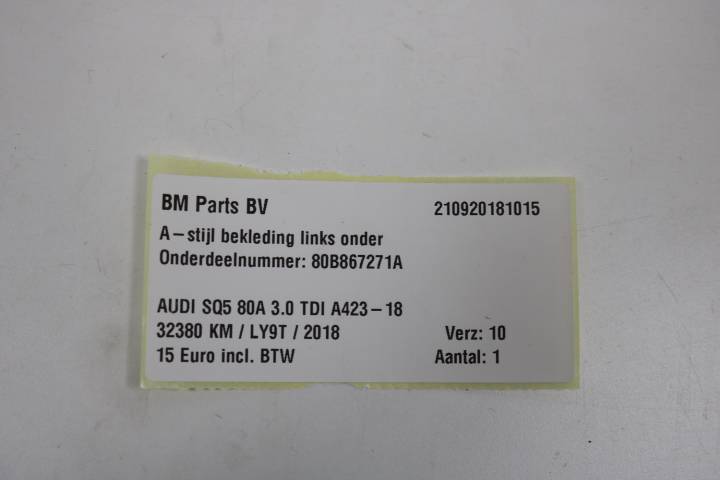 BM Parts BV 210920181015
A-stijl bekleding links onder
Onderdeelnummer: 80B867271A
AUDI SQ5 80A 3.0 TDI A423-18
32380 KM / LY9T / 2018 Verz: 10
15 Euro incl. BTW Aantal: 1